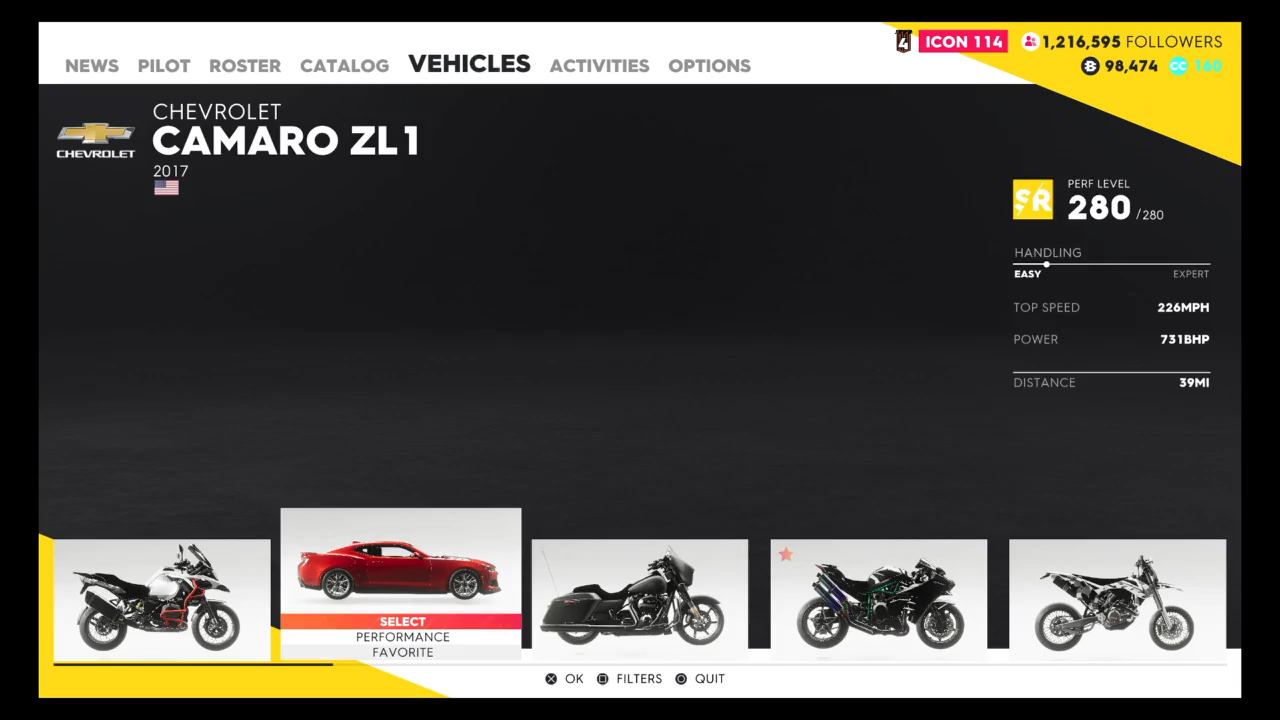 4 ICON 114 1,216,595 FOLLOWERS
98,474 CC 160
NEWS PILOT ROSTER CATALOG VEHICLES ACTIVITIES OPTIONS
CHEVROLET
CHEVROLET
CAMARO ZL1
2017
SR
PERF LEVEL
280 /280
HANDLING
EASY EXPERT
TOP SPEED 226MPH
POWER 731BHP
DISTANCE 39MI
SELECT
PERFORMANCE
FAVORITE
OK FILTERS QUIT